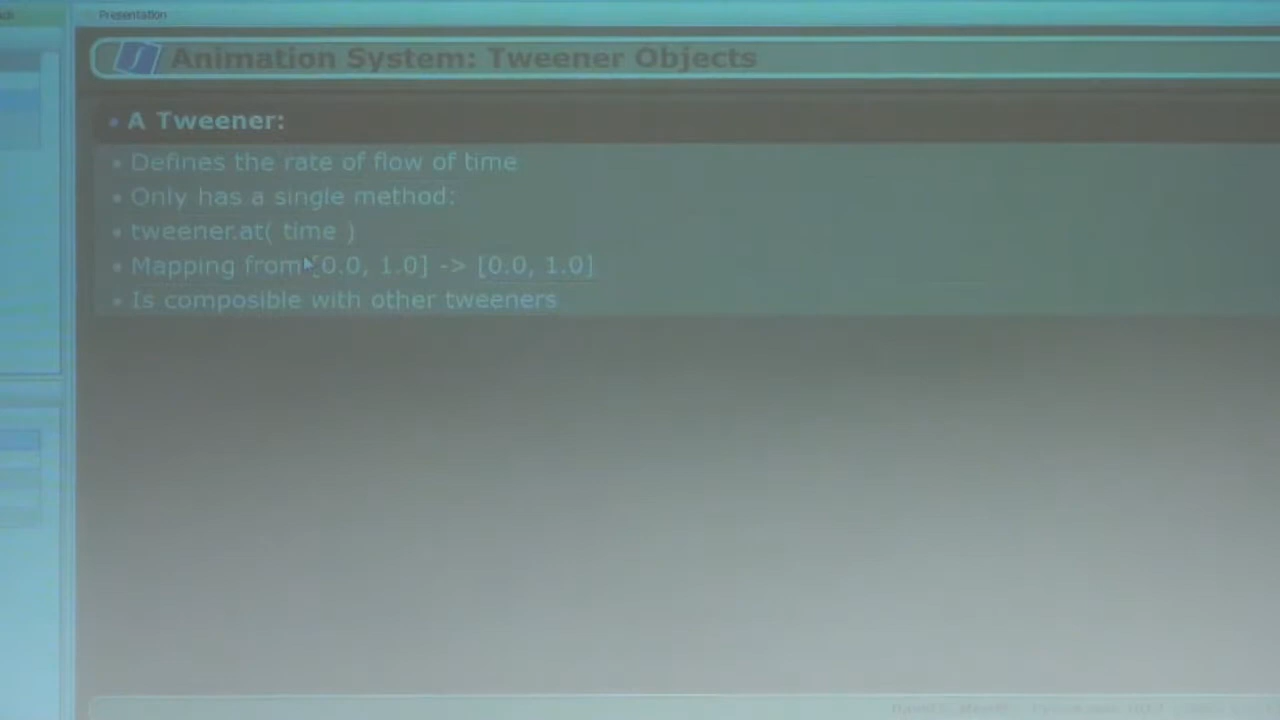 Presentation
Animation System: Tweener Objects
• A Tweener:
• Defines the rate of flow of time
• Only has a single method:
• tweener.at( time )
• Mapping from [0.0, 1.0] -> [0.0, 1.0]
• Is composible with other tweeners